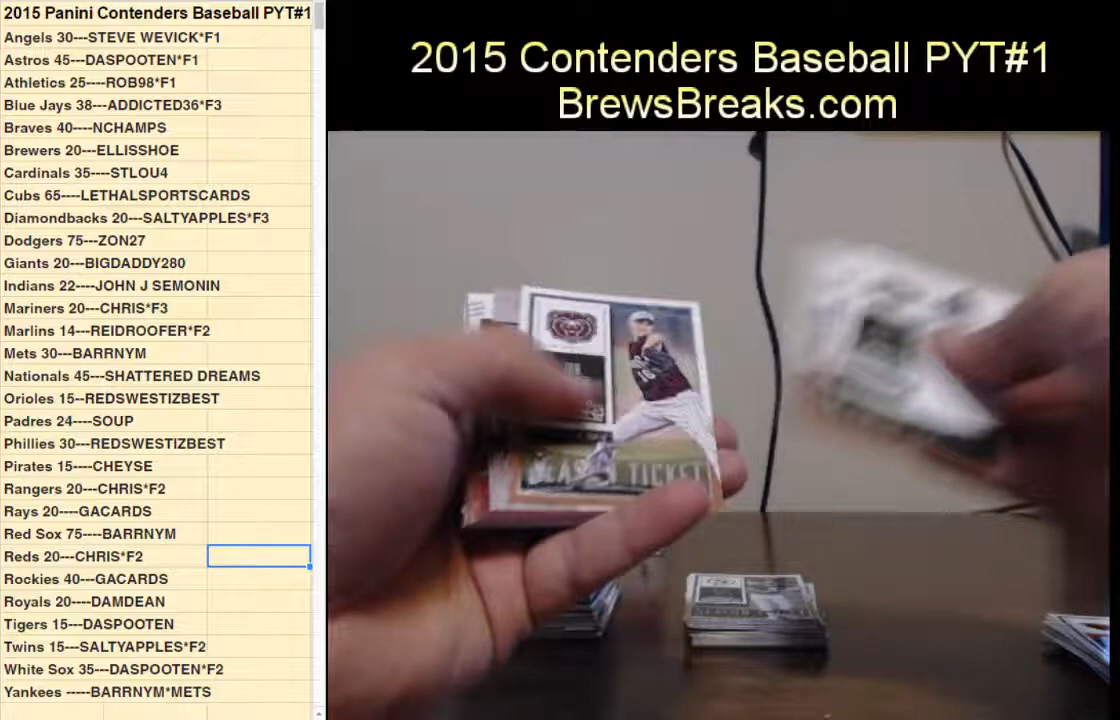 2015 Panini Contenders Baseball PYT#1
Angels 30---STEVE WEVICK*F1
Astros 45----DASPOOTEN*F1
Athletics 25----ROB98*F1
Blue Jays 38---ADDICTED36*F3
Braves 40----NCHAMPS
Brewers 20---ELLISSHOE
Cardinals 35----STLOU4
Cubs 65----LETHALSPORTSCARDS
Diamondbacks 20---SALTYAPPLES*F3
Dodgers 75---ZON27
Giants 20---BIGDADDY280
Indians 22----JOHN J SEMONIN
Mariners 20---CHRIS*F3
Marlins 14---REIDROOFER*F2
Mets 30---BARRNYM
Nationals 45---SHATTERED DREAMS
Orioles 15--REDSWESTIZBEST
Padres 24----SOUP
Phillies 30---REDSWESTIZBEST
Pirates 15----CHEYSE
Rangers 20---CHRIS*F2
Rays 20----GACARDS
Red Sox 75----BARRNYM
Reds 20---CHRIS*F2
Rockies 40---GACARDS
Royals 20----DAMDEAN
Tigers 15---DASPOOTEN
Twins 15---SALTYAPPLES*F2
White Sox 35---DASPOOTEN*F2
Yankees -----BARRNYM*METS
2015 Contenders Baseball PYT#1
BrewsBreaks.com
TICKET